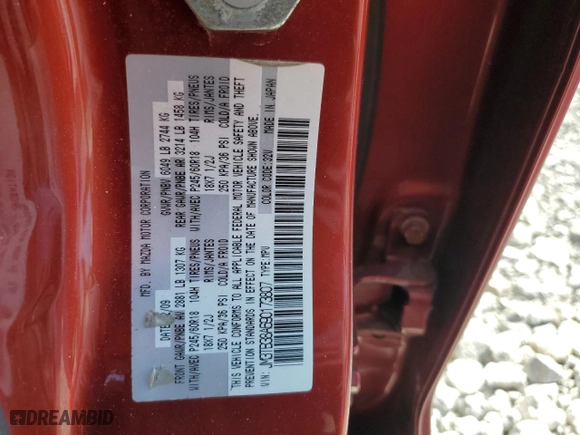 MFD. BY MAZDA MOTOR CORPORATION
DATE: 09 GVWR/PNBV 6049 LB 2744 KG
FRONT GAWR/PNBE AV 2881 LB 1307 KG REAR GAWR/PNBE AR 3214 LB 1458 KG
WITH/AVEC P245/60R18 104H TIRES/PNEUS WITH/AVEC P245/60R18 104H TIRES/PNEUS
18X7 1/2J RIMS/JANTES 18X7 1/2J RIMS/JANTES
250 KPA/36 PSI COLD/A FROID 250 KPA/36 PSI COLD/A FROID
THIS VEHICLE CONFORMS TO ALL APPLICABLE FEDERAL MOTOR VEHICLE SAFETY AND THEFT
PREVENTION STANDARDS IN EFFECT ON THE DATE OF MANUFACTURE SHOWN ABOVE.
VIN: TYPE:MPV COLOR CODE:32V MADE IN JAPAN
DREAMBID